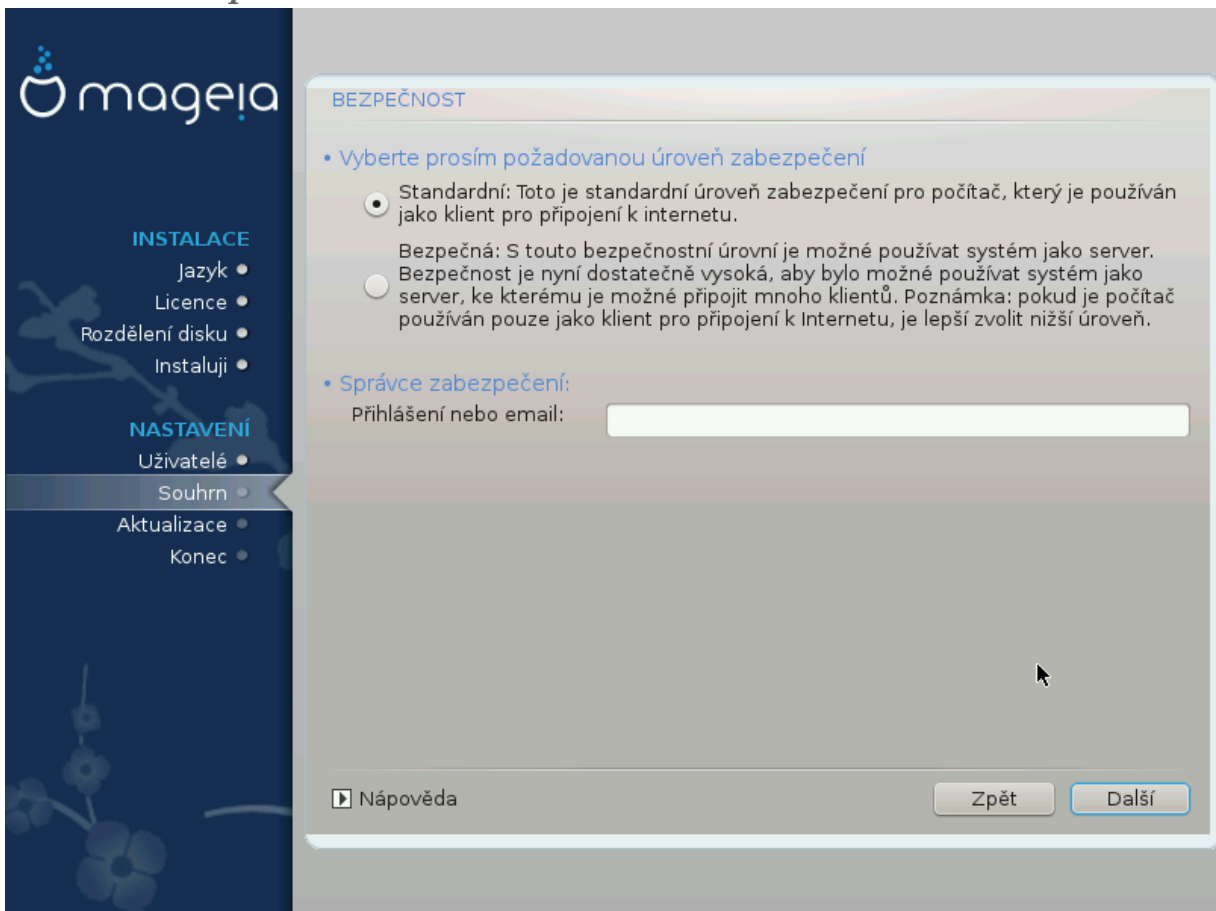 mageia
INSTALACE
Jazyk
Licence
Rozdělení disku
Instaluji
NASTAVENÍ
Uživatelé
Souhrn
Aktualizace
Konec
BEZPEČNOST
• Vyberte prosím požadovanou úroveň zabezpečení
Standardní: Toto je standardní úroveň zabezpečení pro počítač, který je používán
jako klient pro připojení k internetu.
Bezpečná: S touto bezpečnostní úrovní je možné používat systém jako server.
Bezpečnost je nyní dostatečně vysoká, aby bylo možné používat systém jako
server, ke kterému je možné připojit mnoho klientů. Poznámka: pokud je počítač
používán pouze jako klient pro připojení k Internetu, je lepší zvolit nižší úroveň.
• Správce zabezpečení:
Přihlášení nebo email:
Nápověda
Zpět
Další